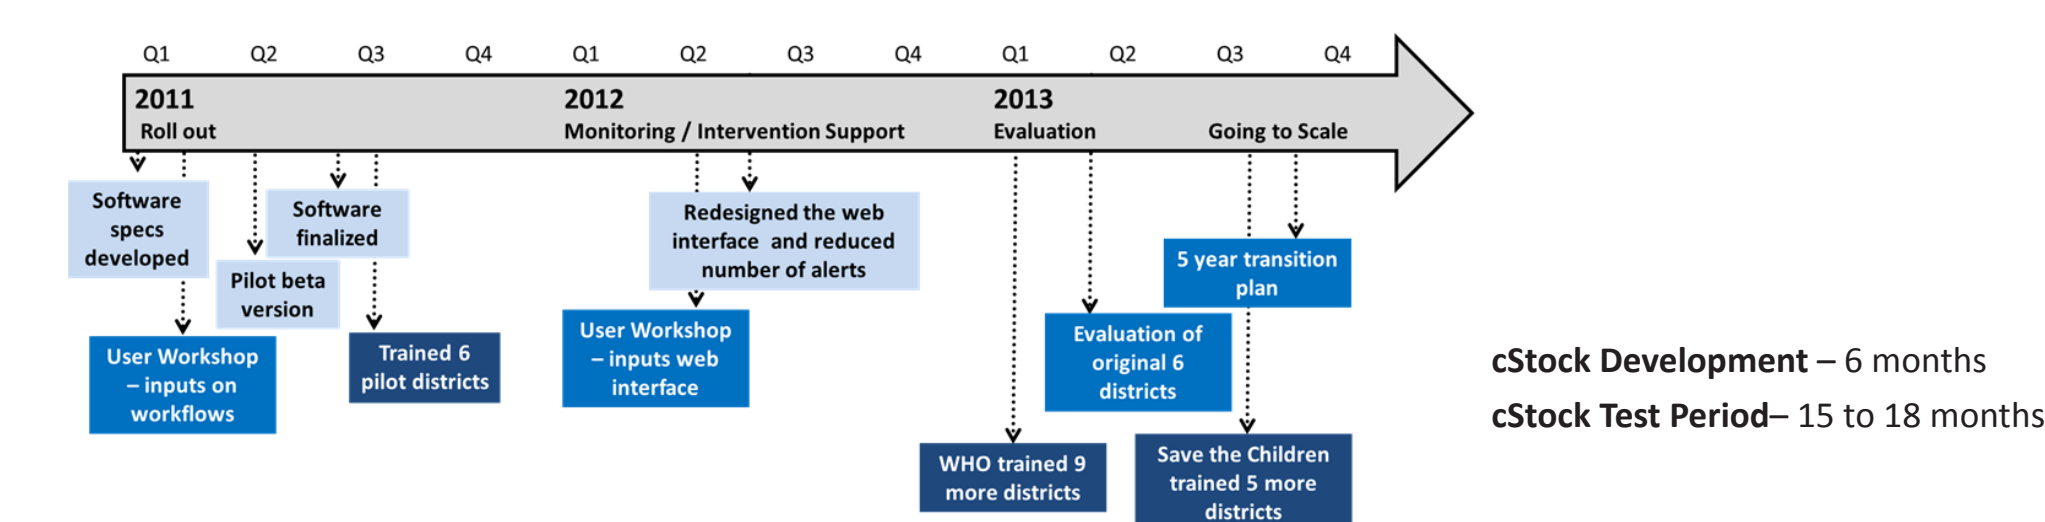 Q1 Q2 Q3 Q4 Q1 Q2 Q3 Q4 Q1 Q2 Q3 Q4
2011 2012 2013
Roll out Monitoring / Intervention Support Evaluation Going to Scale
Software
specs
developed
User Workshop
– inputs on
workflows
Pilot beta
version
Software
finalized
Trained 6
pilot districts
Redesigned the web
interface and reduced
number of alerts
User Workshop
– inputs web
interface
WHO trained 9
more districts
Evaluation of
original 6
districts
5 year transition
plan
Save the Children
trained 5 more
districts
cStock Development – 6 months
cStock Test Period– 15 to 18 months